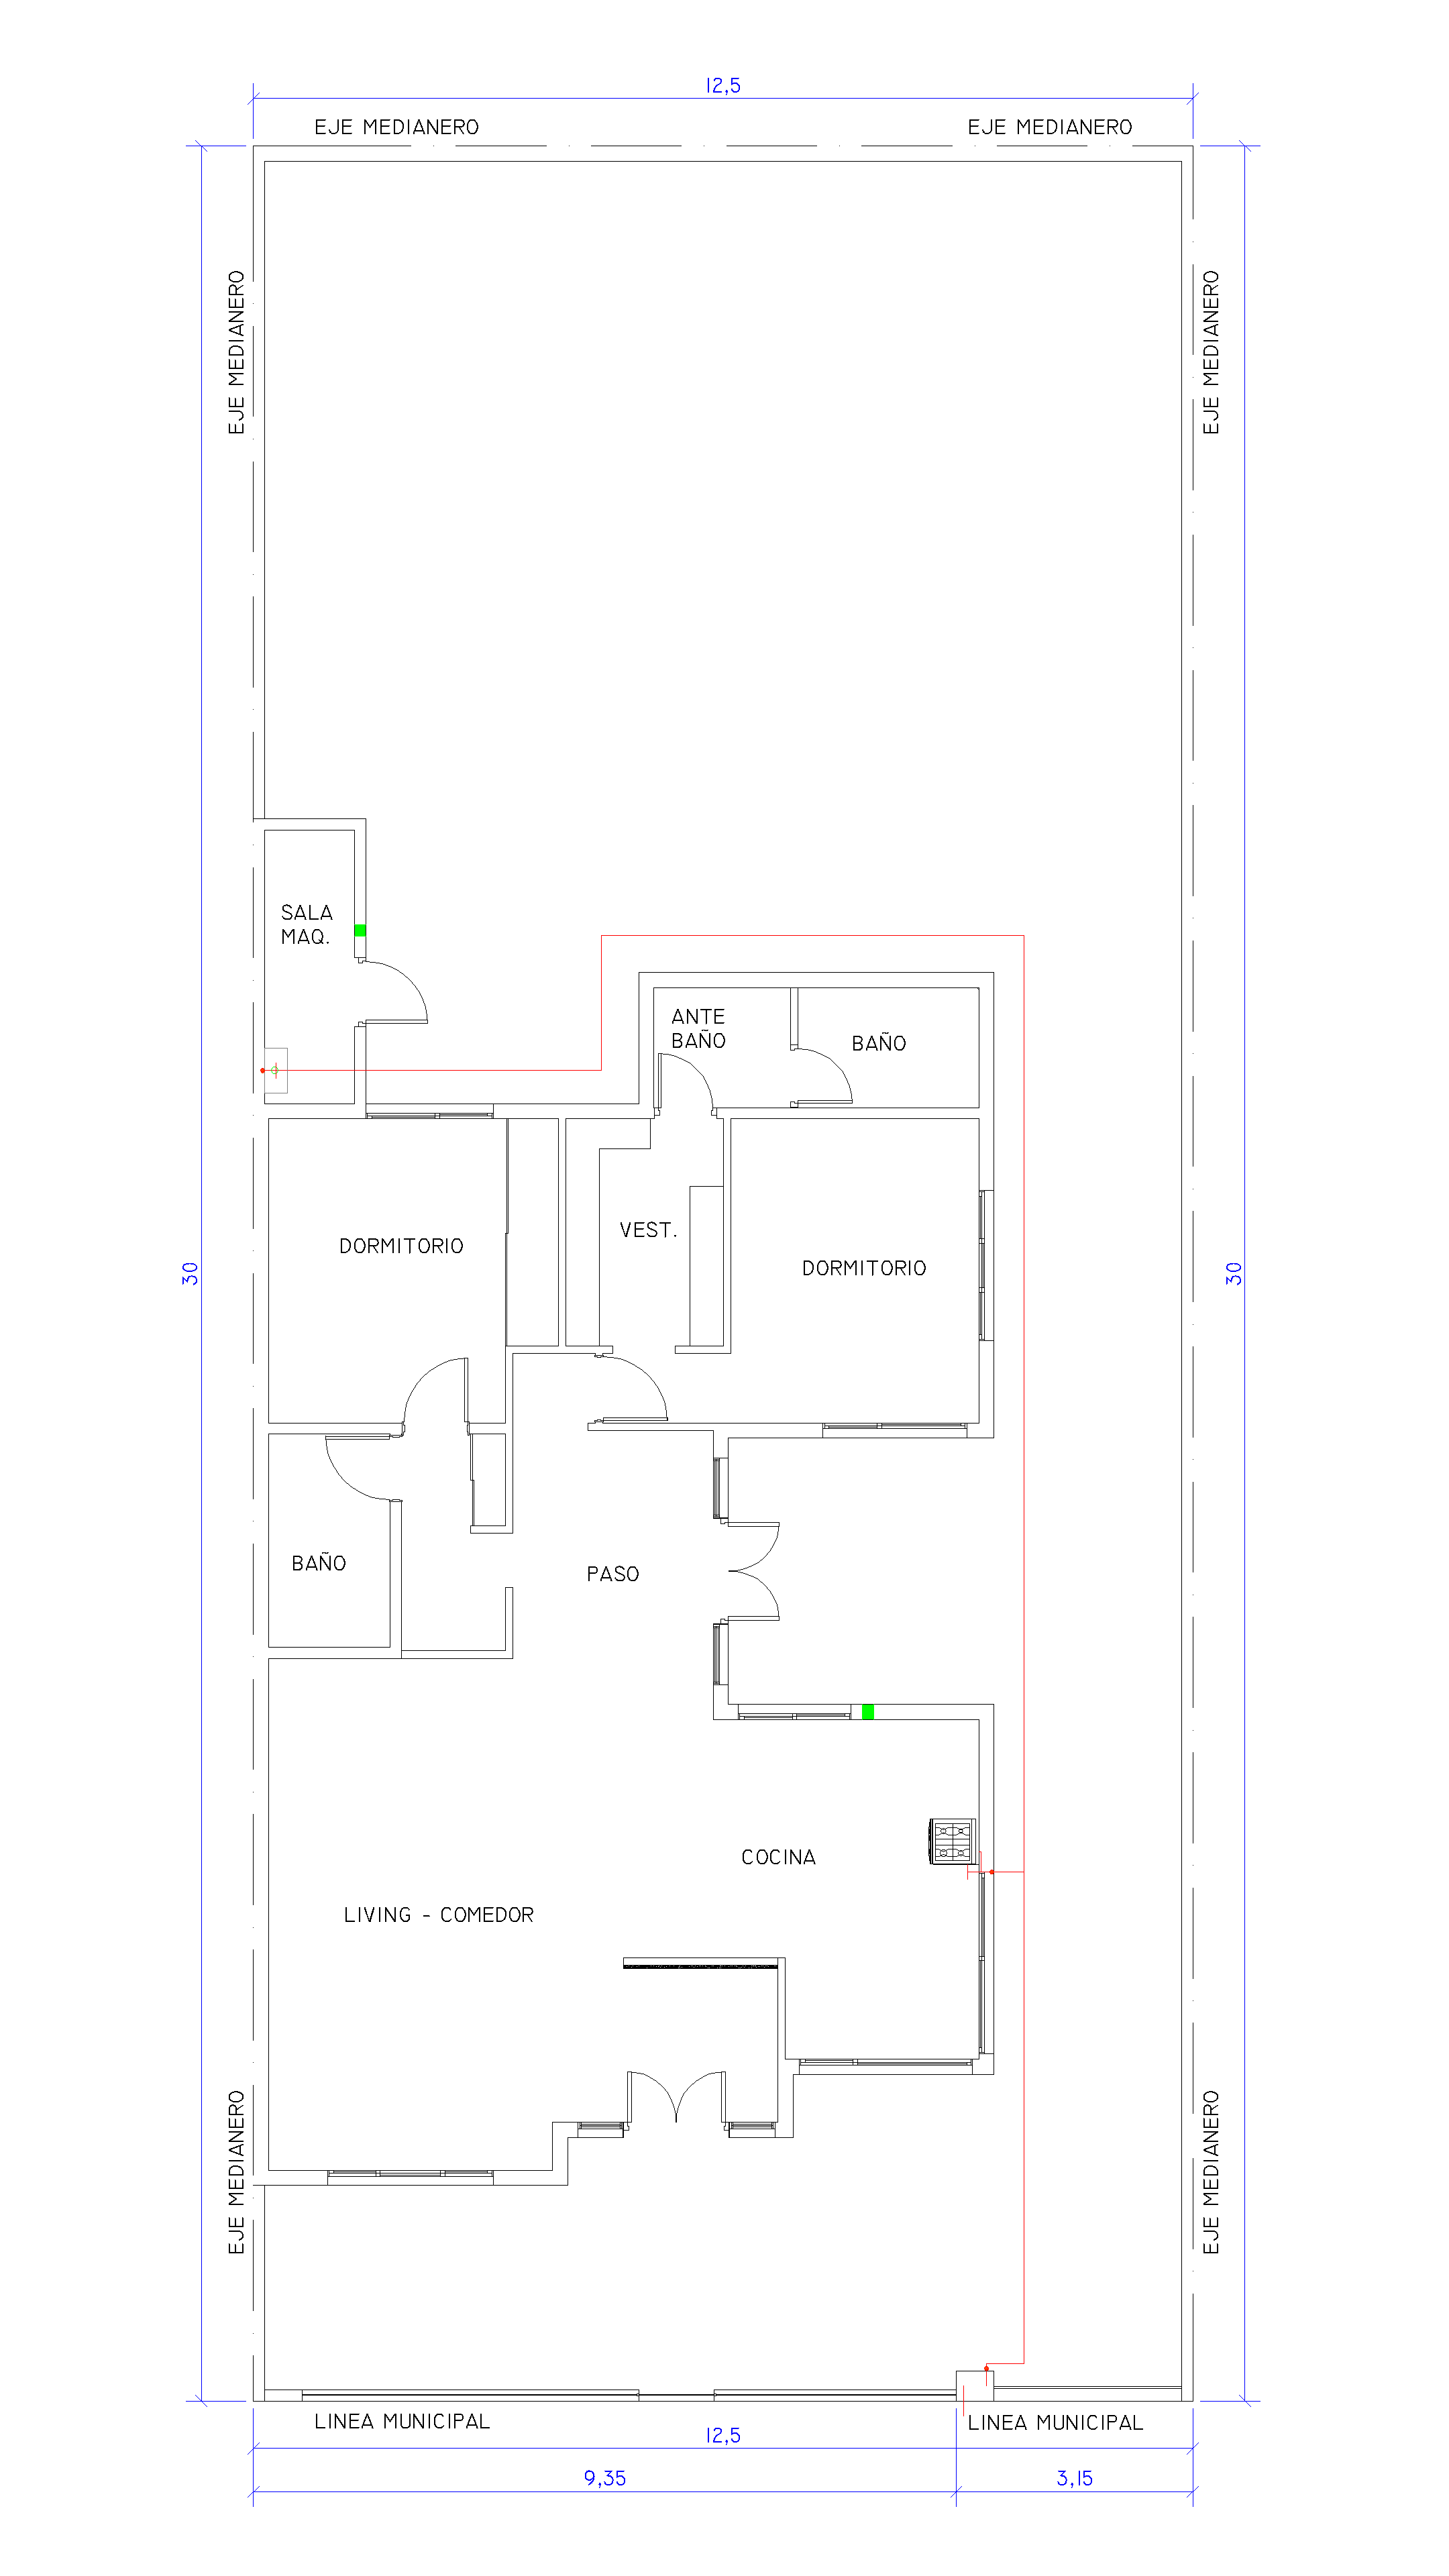 12,5
EJE MEDIANERO
EJE MEDIANERO
EJE MEDIANERO
EJE MEDIANERO
SALA
MAQ.
ANTE
BAÑO
BAÑO
VEST.
DORMITORIO
DORMITORIO
30
30
BAÑO
PASO
COCINA
LIVING - COMEDOR
EJE MEDIANERO
EJE MEDIANERO
LINEA MUNICIPAL
LINEA MUNICIPAL
12,5
9,35
3,15